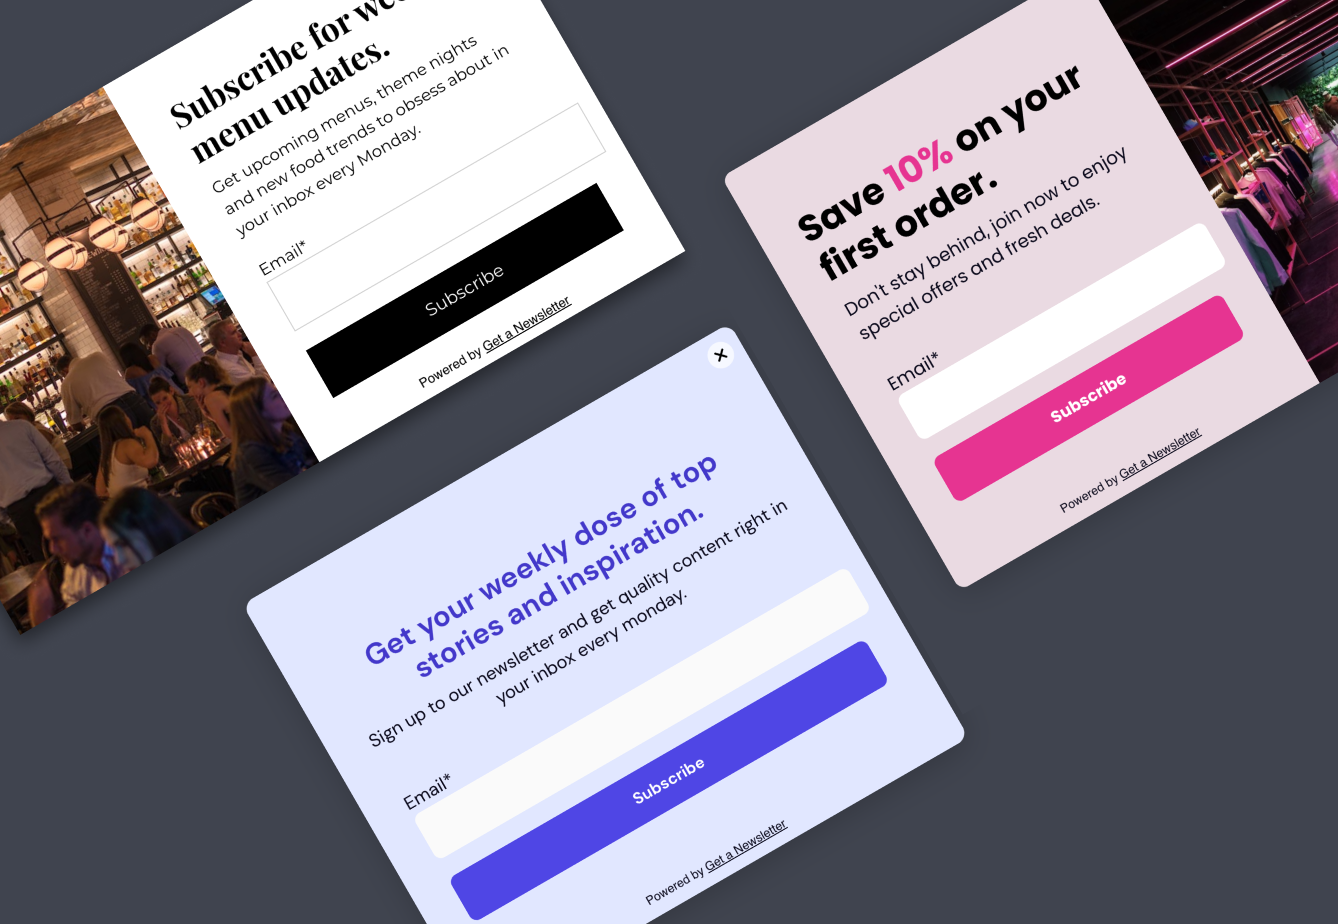 Subscribe for
menu updates.
Get upcoming menus, theme nights
and new food trends to obsess about in
your inbox every Monday.
Email*
Subscribe
Powered by Get a Newsletter
Save 10% on your
first order.
Don't stay behind, join now to enjoy
special offers and fresh deals.
Email*
Subscribe
Powered by Get a Newsletter
Get your weekly dose of top
stories and inspiration.
Sign up to our newsletter and get quality content right in
your inbox every monday.
Email*
Subscribe
Powered by Get a Newsletter